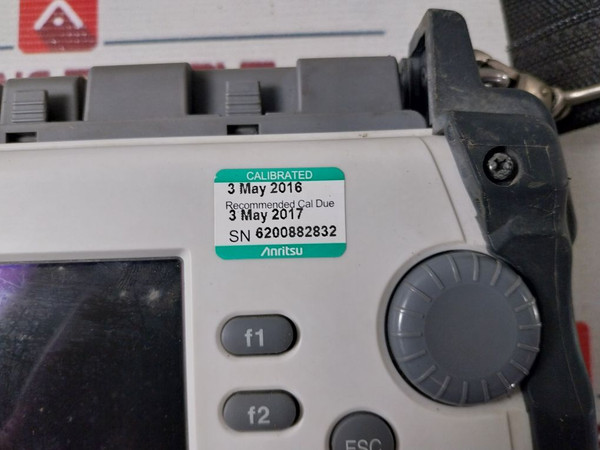 CALIBRATED
3 May 2016
Recommended Cal Due
3 May 2017
SN 6200882832
Anritsu
f1
f2
ESC